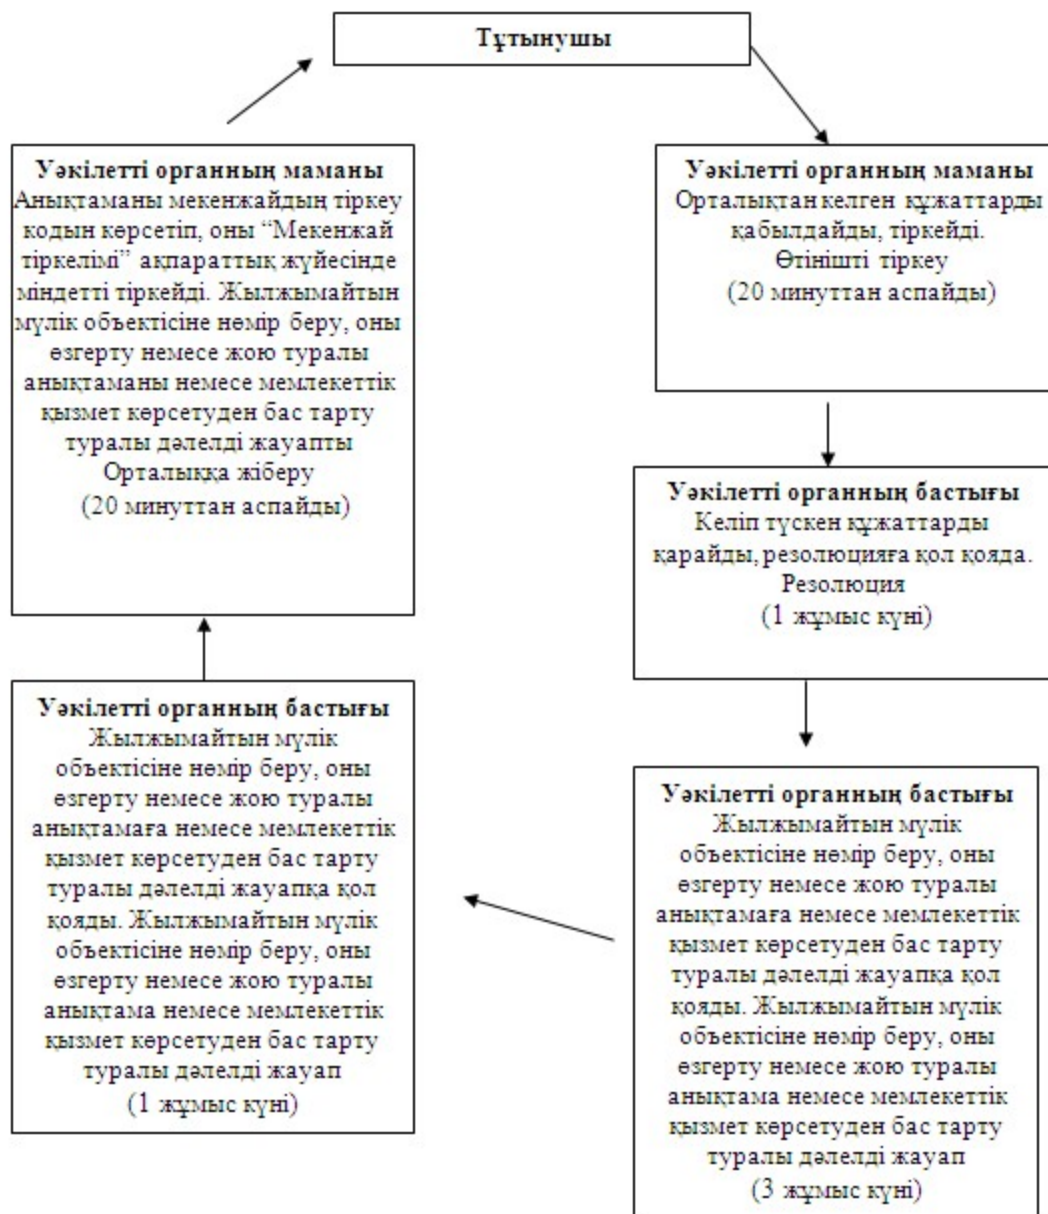 Тұтынушы
Уәкілетті органның маманы
Анықтаманы мекенжайдың тіркеу
кодын көрсетіп, оны “Мекенжай
тіркелімі” ақпараттық жүйесінде
міндетті тіркейді. Жылжымайтын
мүлік объектісіне нөмір беру, оны
өзгерту немесе жою туралы
анықтаманы немесе мемлекеттік
қызмет көрсетуден бас тарту
туралы дәлелді жауапты
Орталыққа жіберу
(20 минуттан аспайды)
Уәкілетті органның маманы
Орталықтан келген құжаттарды
қабылдайды, тіркейді.
Өтінішті тіркеу
(20 минуттан аспайды)
Уәкілетті органның бастығы
Келіп түскен құжаттарды
қарайды, резолюцияға қол қояда.
Резолюция
(1 жұмыс күні)
Уәкілетті органның бастығы
Жылжымайтын мүлік
объектісіне нөмір беру, оны
өзгерту немесе жою туралы
анықтамаға немесе мемлекеттік
қызмет көрсетуден бас тарту
туралы дәлелді жауапқа қол
қояды. Жылжымайтын мүлік
объектісіне нөмір беру, оны
өзгерту немесе жою туралы
анықтама немесе мемлекеттік
қызмет көрсетуден бас тарту
туралы дәлелді жауап
(1 жұмыс күні)
Уәкілетті органның бастығы
Жылжымайтын мүлік
объектісіне нөмір беру, оны
өзгерту немесе жою туралы
анықтамаға немесе мемлекеттік
қызмет көрсетуден бас тарту
туралы дәлелді жауапқа қол
қояды. Жылжымайтын мүлік
объектісіне нөмір беру, оны
өзгерту немесе жою туралы
анықтама немесе мемлекеттік
қызмет көрсетуден бас тарту
туралы дәлелді жауап
(3 жұмыс күні)